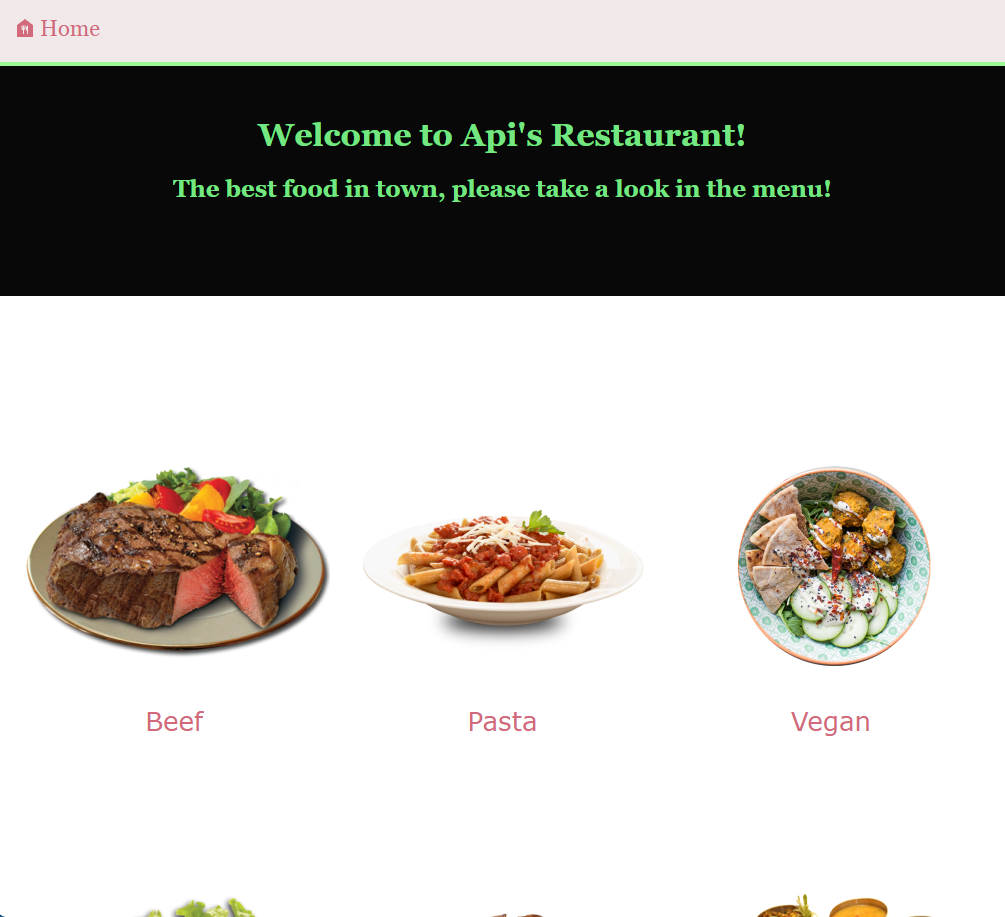 Home
Welcome to Api's Restaurant!
The best food in town, please take a look in the menu!
Beef
Pasta
Vegan